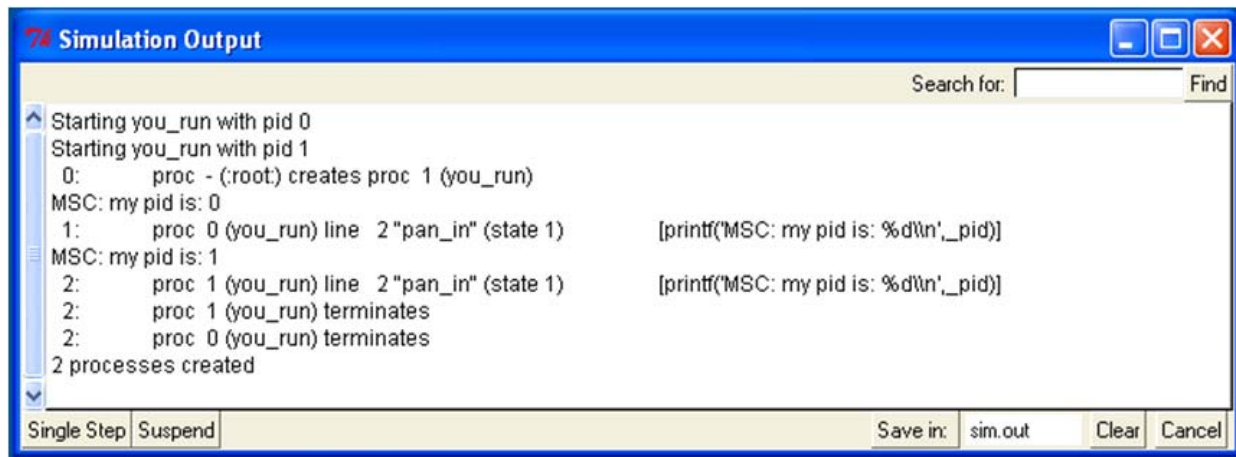 Simulation Output
Search for: Find
Starting you_run with pid 0
Starting you_run with pid 1
0: proc - (:root:) creates proc 1 (you_run)
MSC: my pid is: 0
1: proc 0 (you_run) line 2 "pan_in" (state 1) [printf('MSC: my pid is: %d\\n',_pid)]
MSC: my pid is: 1
2: proc 1 (you_run) line 2 "pan_in" (state 1) [printf('MSC: my pid is: %d\\n',_pid)]
2: proc 1 (you_run) terminates
2: proc 0 (you_run) terminates
2 processes created
Single Step Suspend Save in: sim.out Clear Cancel